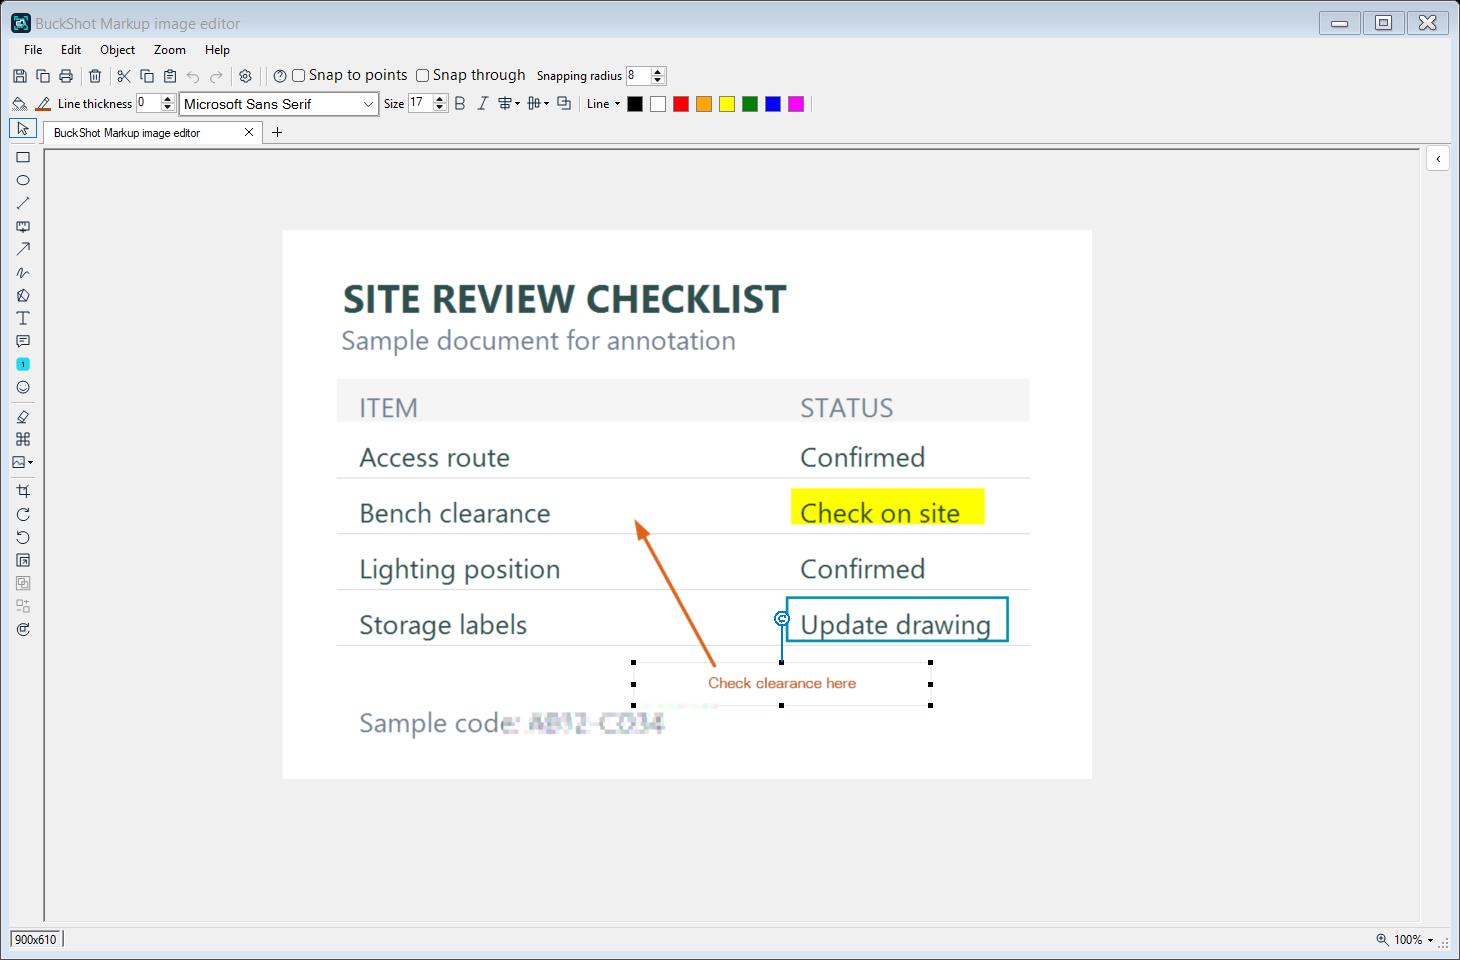 BuckShot Markup image editor
File Edit Object Zoom Help
Snap to points Snap through Snapping radius 8
Line thickness 0 Microsoft Sans Serif Size 17 B I Line
BuckShot Markup image editor
SITE REVIEW CHECKLIST
Sample document for annotation
ITEM STATUS
Access route Confirmed
Bench clearance Check on site
Lighting position Confirmed
Storage labels Update drawing
Check clearance here
Sample code:
1
900x610 100%